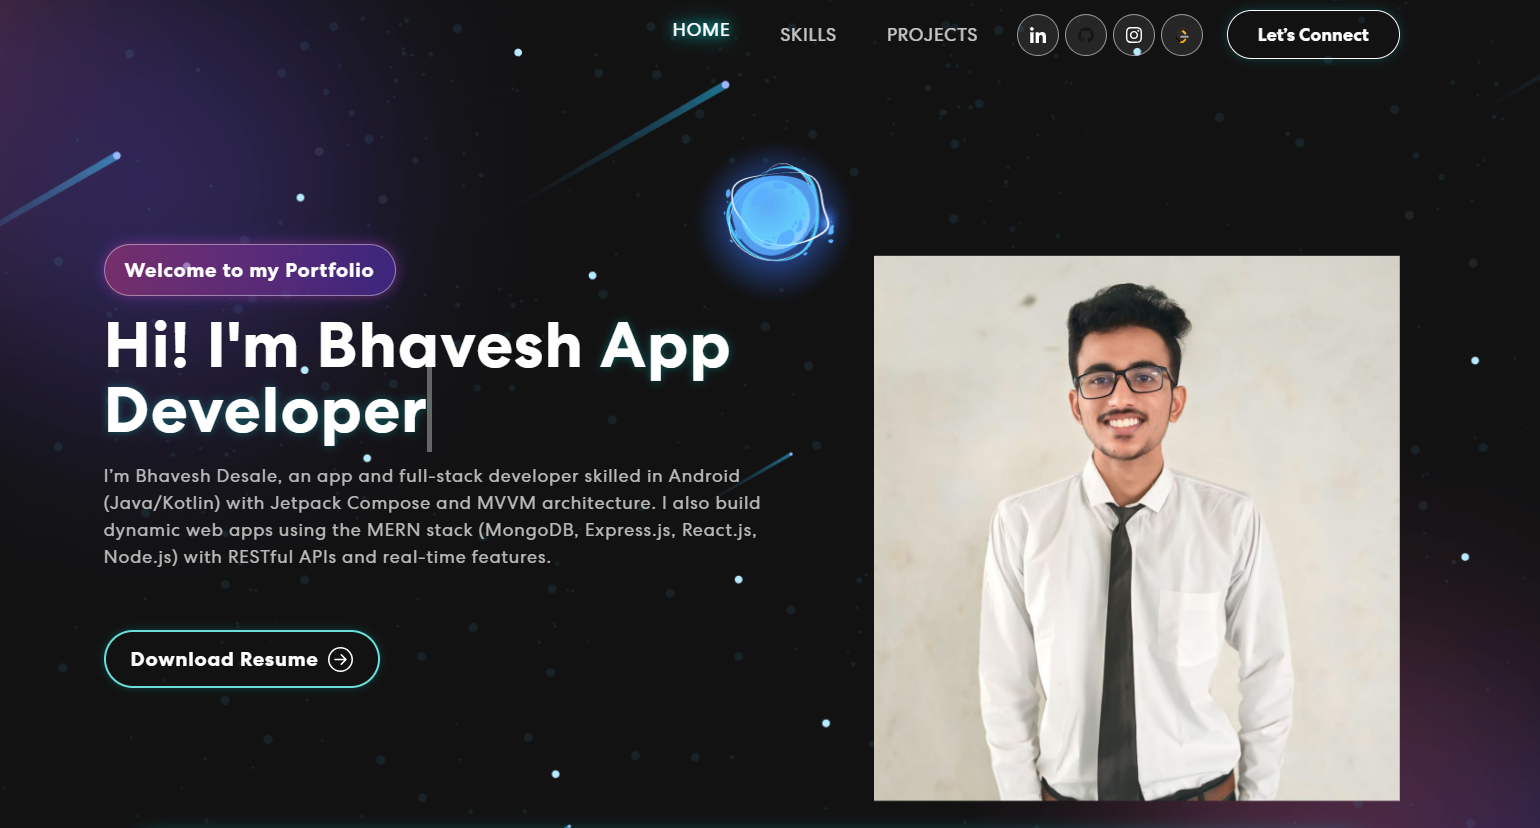 HOME
SKILLS
PROJECTS
in
Let's Connect
Welcome to my Portfolio
Hi! I'm Bhavesh App
Developer
I'm Bhavesh Desale, an app and full-stack developer skilled in Android
(Java/Kotlin) with Jetpack Compose and MVVM architecture. I also build
dynamic web apps using the MERN stack (MongoDB, Express.js, React.js,
Node.js) with RESTful APIs and real-time features.
Download Resume